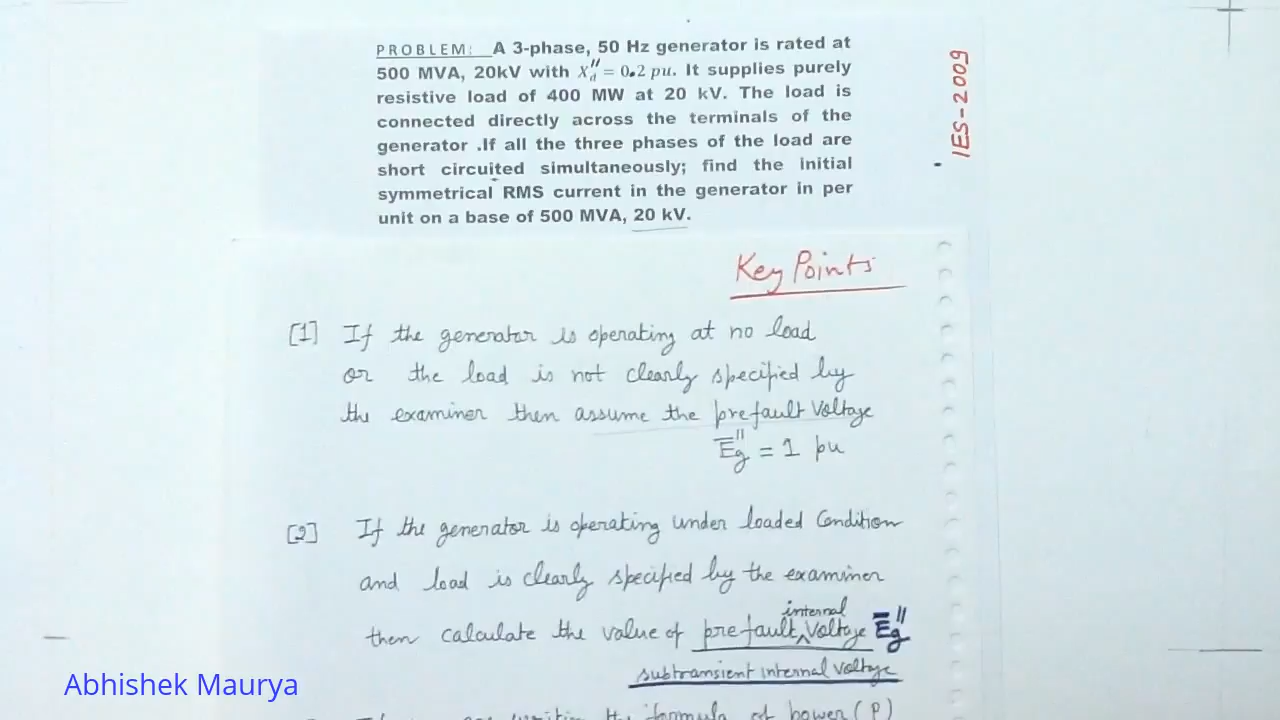 PROBLEM: A 3-phase, 50 Hz generator is rated at
500 MVA, 20kV with X''d = 0.2 pu. It supplies purely
resistive load of 400 MW at 20 kV. The load is
connected directly across the terminals of the
generator .If all the three phases of the load are
short circuited simultaneously; find the initial
symmetrical RMS current in the generator in per
unit on a base of 500 MVA, 20 kV.
IES-2009
Key Points
[1] If the generator is operating at no load
or the load is not clearly specified by
the examiner then assume the prefault Voltage
Eg'' = 1 pu
[2] If the generator is operating under loaded Condition
and load is clearly specified by the examiner
then calculate the value of prefault internal Voltage Eg''
subtransient internal voltage
the formula of power (P)
Abhishek Maurya